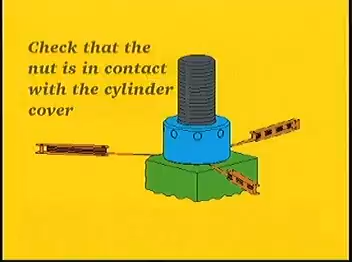 Check that the
nut is in contact
with the cylinder
cover